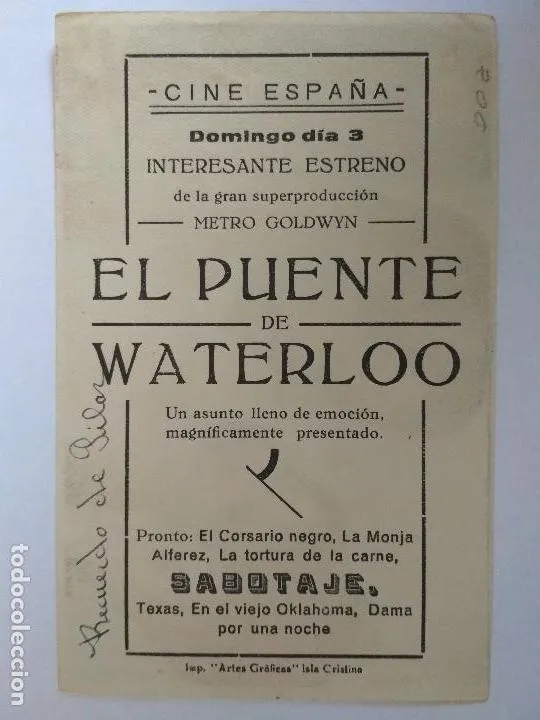 - CINE ESPAÑA -
Domingo día 3
INTERESANTE ESTRENO
de la gran superproducción
METRO GOLDWYN
EL PUENTE
DE
WATERLOO
Un asunto lleno de emoción,
magníficamente presentado.
Pronto: El Corsario negro, La Monja
Alferez, La tortura de la carne,
SABOTAJE.
Texas, En el viejo Oklahoma, Dama
por una noche
Imp. "Artes Gráficas" Isla Cristina
Recuerdo de Pilar
todocoleccion